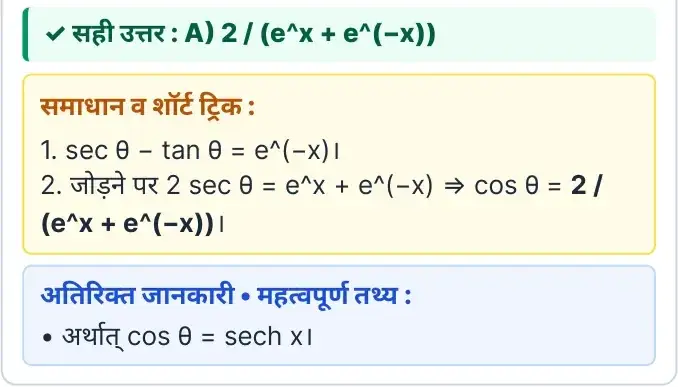 ✓ सही उत्तर : A) 2 / (e^x + e^(−x))
समाधान व शॉर्ट ट्रिक :
1. sec θ − tan θ = e^(−x)।
2. जोड़ने पर 2 sec θ = e^x + e^(−x) ⇒ cos θ = 2 /
(e^x + e^(−x))।
अतिरिक्त जानकारी • महत्वपूर्ण तथ्य :
• अर्थात् cos θ = sech x।